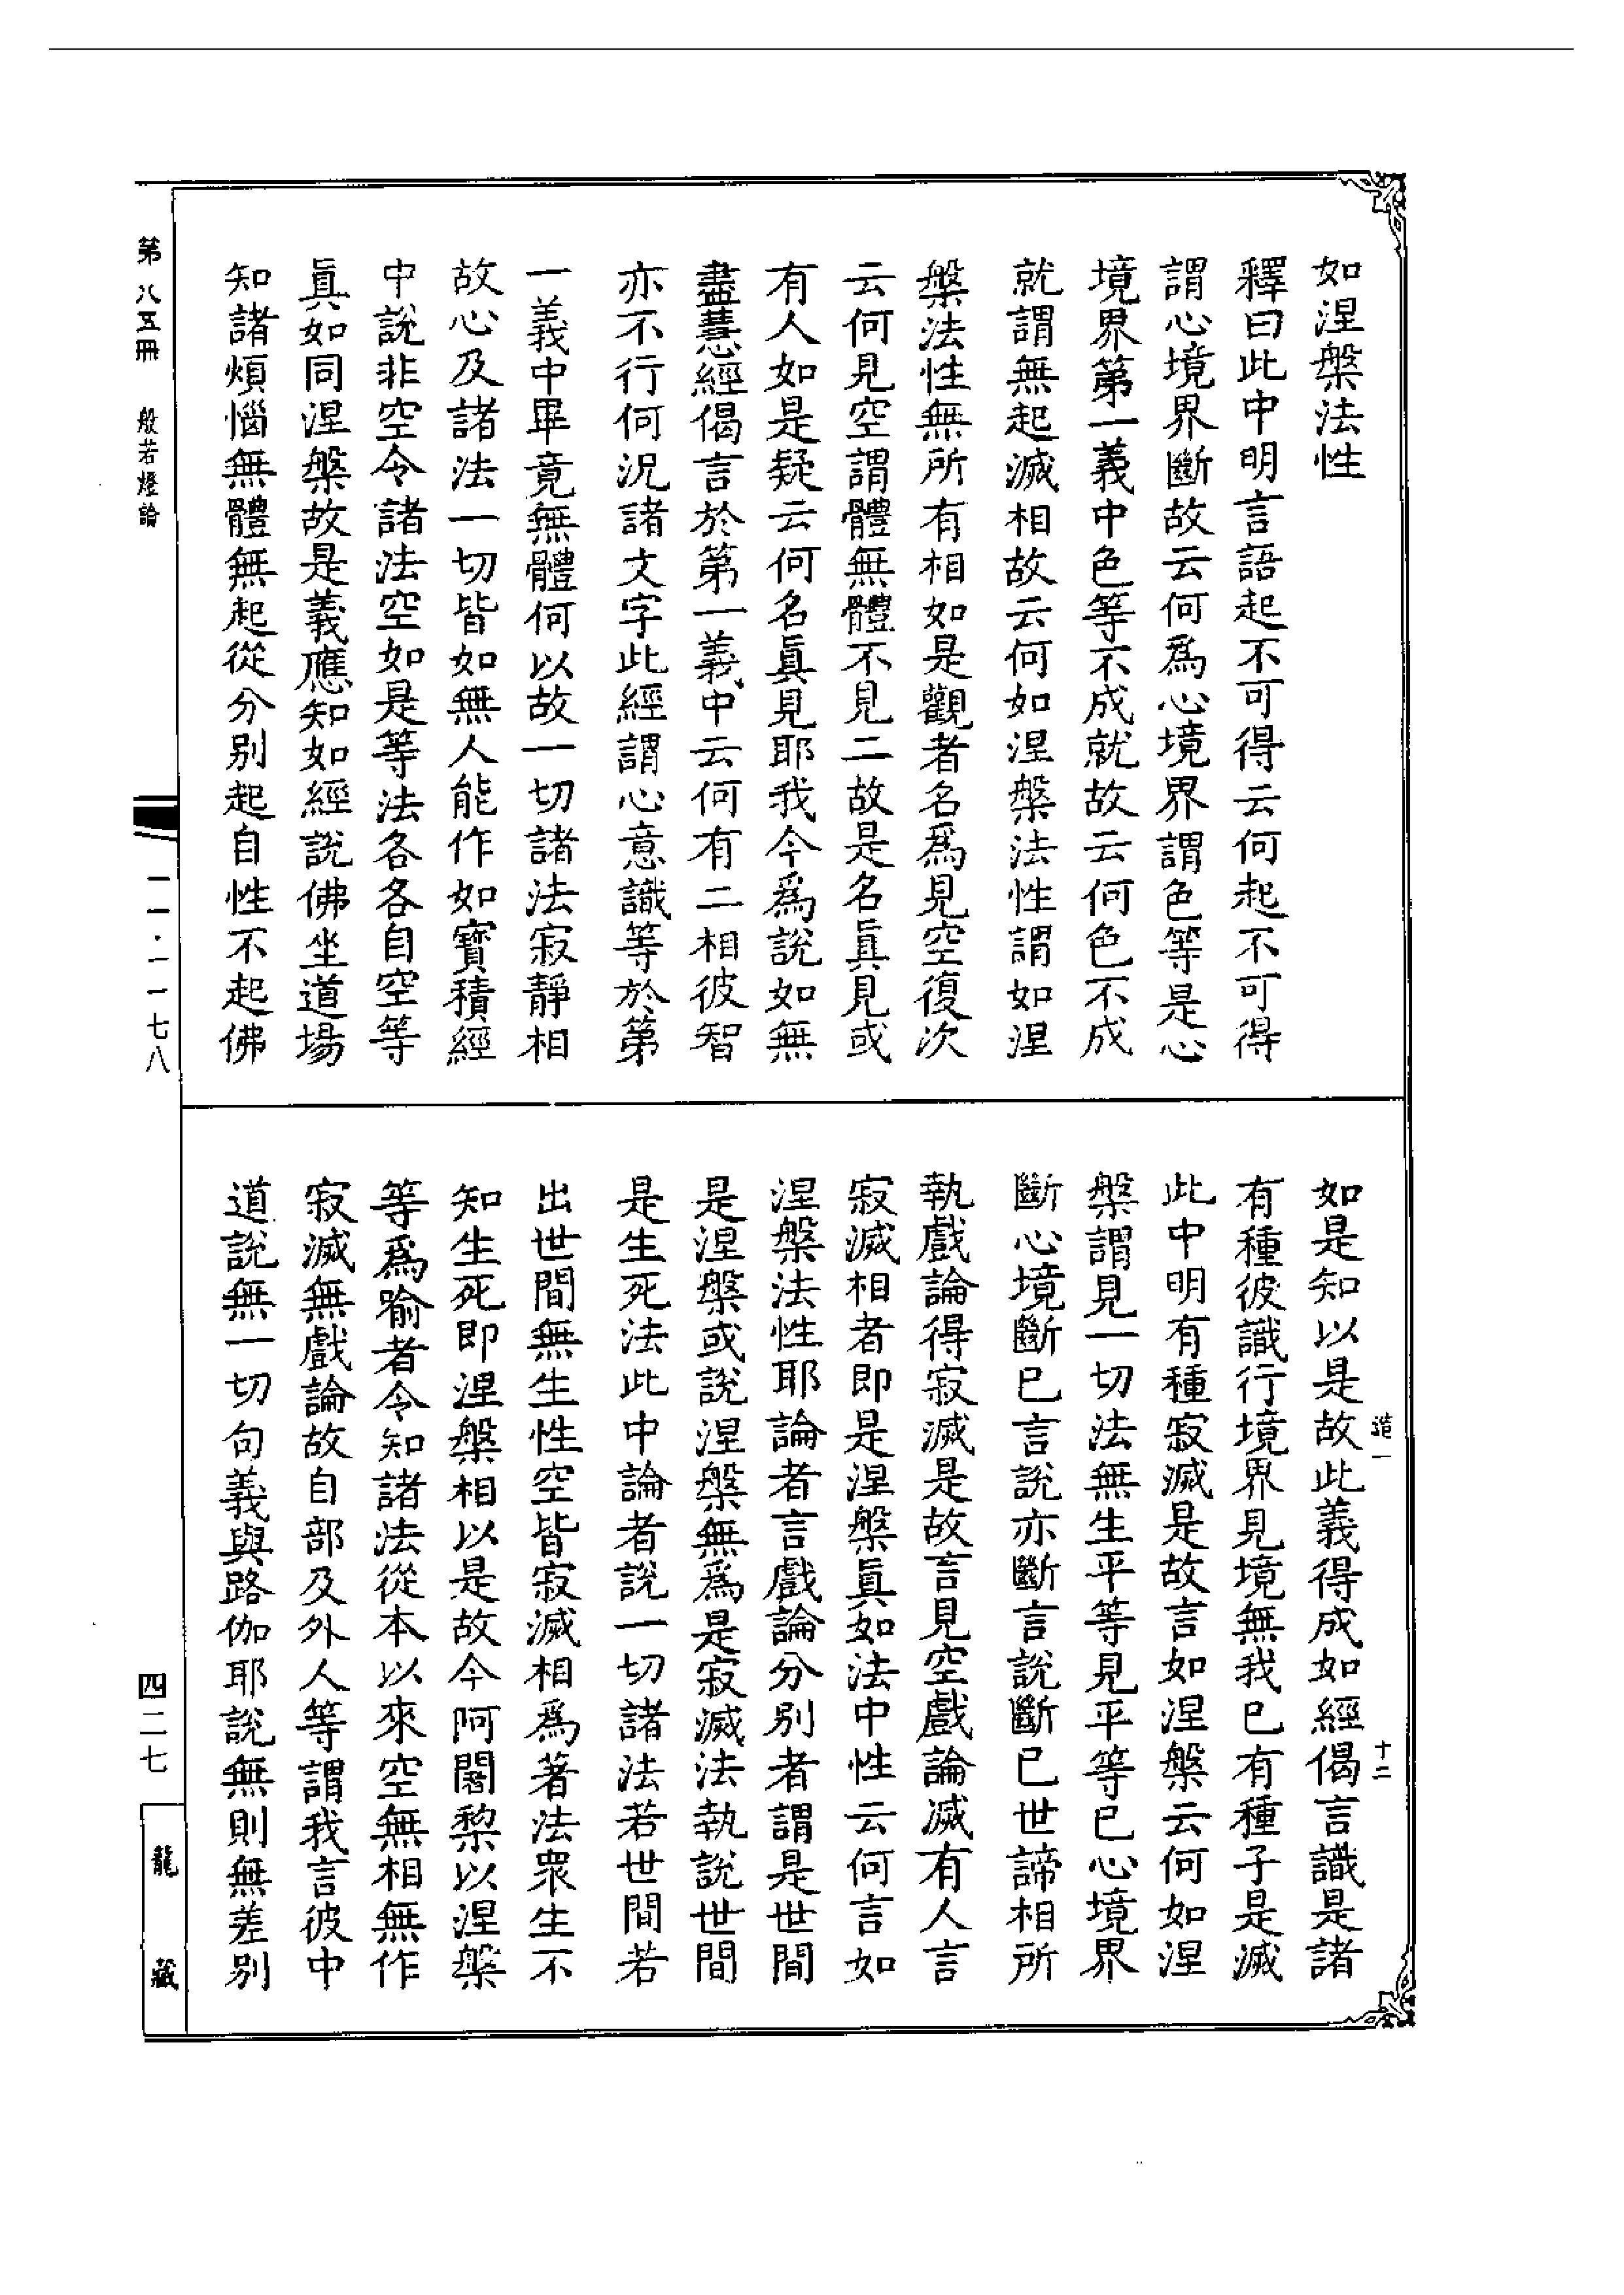 如涅槃法性
釋曰此中明言語起不可得云何起不可得
謂心境界斷故云何爲心境界謂色等是心
境界第一義中色等不成就故云何色不成
就謂無起滅相故云何如涅槃法性謂如涅
槃法性無所有相如是觀者名爲見空復次
云何見空謂體無體不見二故是名眞見或
有人如是疑云何名眞見耶我今爲說如無
盡慧經偈言於第一義中云何有二相彼智
亦不行何況諸文字此經謂心意識等於第
一義中畢竟無體何以故一切諸法寂靜相
故心及諸法一切皆如無人能作如寳積經
中說非空令諸法空如是等法各各自空等
眞如同涅槃故是義應知如經說佛坐道場
知諸煩惱無體無起從分別起自性不起佛
如是知以是故此義得成如經偈言識是諸
有種彼識行境界見境無我已有種子是滅
此中明有種寂滅是故言如涅槃云何如涅
槃謂見一切法無生平等見平等已心境界
斷心境斷已言說亦斷言說斷已世諦相所
執戲論得寂滅是故言見空戲論滅有人言
寂滅相者即是涅槃眞如法中性云何言如
涅槃法性耶論者言戲論分別者謂是世間
是涅槃或說涅槃無爲是寂滅法執說世間
是生死法此中論者說一切諸法若世間若
出世間無生性空皆寂滅相爲著法眾生不
知生死即涅槃相以是故今阿闍黎以涅槃
等爲喻者令知諸法從本以來空無相無作
寂滅無戲論故自部及外人等謂我言彼中
道說無一切句義與路伽耶說無則無差別
造一
十二
第八五冊 般若燈論
一一·一一七八
四二七
龍藏